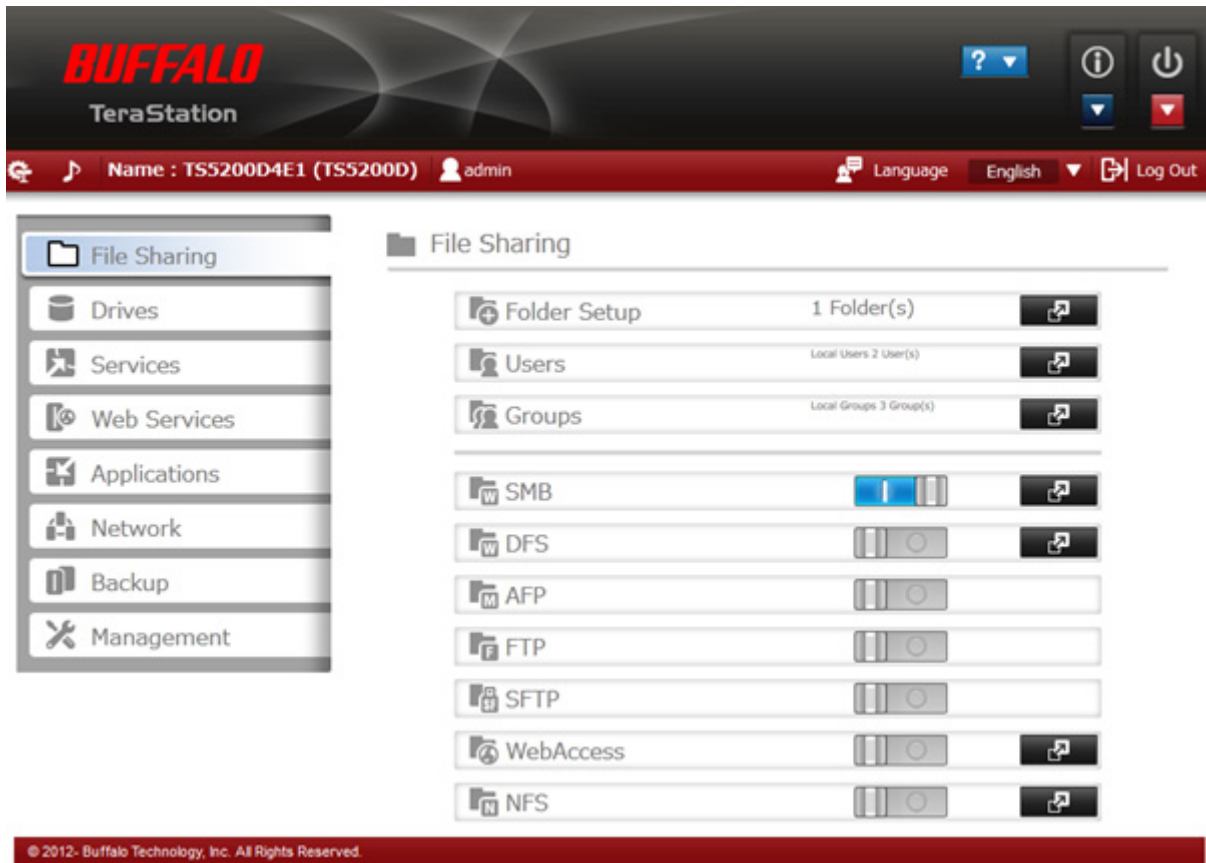 BUFFALO
TeraStation
?
Name : TS5200D4E1 (TS5200D)
admin
Language
English
Log Out
File Sharing
Drives
Services
Web Services
Applications
Network
Backup
Management
File Sharing
Folder Setup 1 Folder(s)
Users Local Users 2 User(s)
Groups Local Groups 3 Group(s)
SMB
DFS
AFP
FTP
SFTP
WebAccess
NFS
© 2012- Buffalo Technology, Inc. All Rights Reserved.